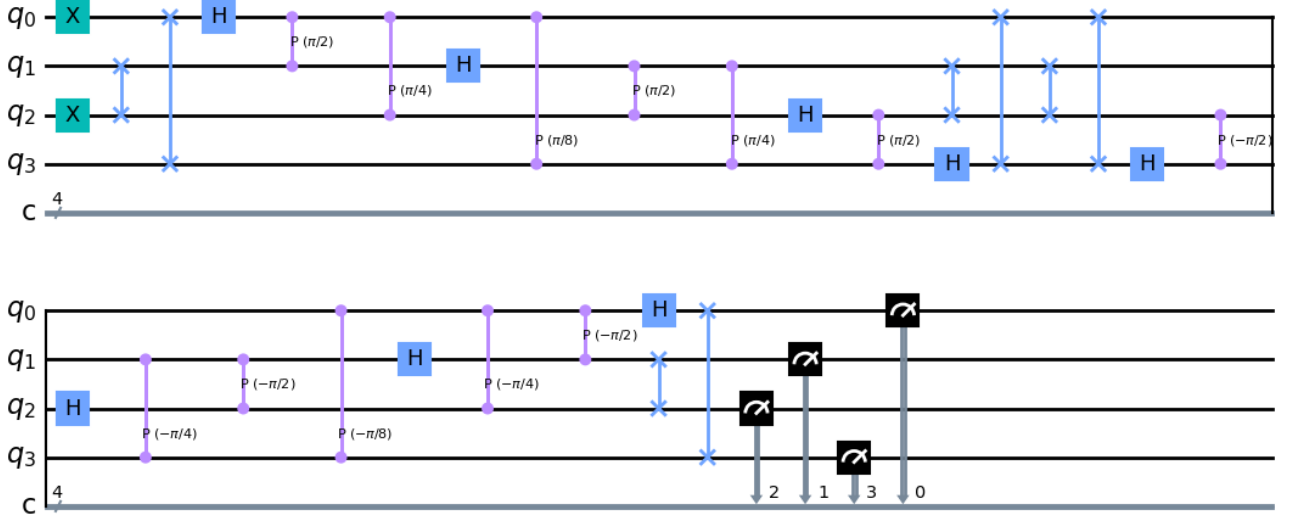 q0 X H
P (π/2)
q1 H
P (π/4) P (π/2)
q2 X H
P (π/8) P (π/4) P (π/2) P (−π/2)
q3 H H
4
c
q0 H
P (−π/2)
q1 H
P (−π/2) P (−π/4)
q2 H
P (−π/4) P (−π/8)
q3
4 2 1 3 0
c